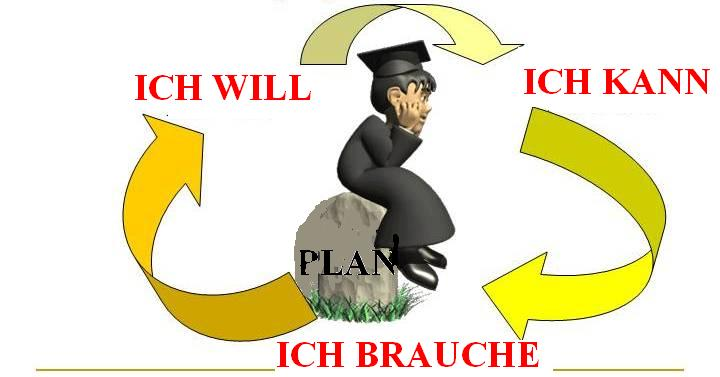 ICH WILL
ICH KANN
PLAN
ICH BRAUCHE